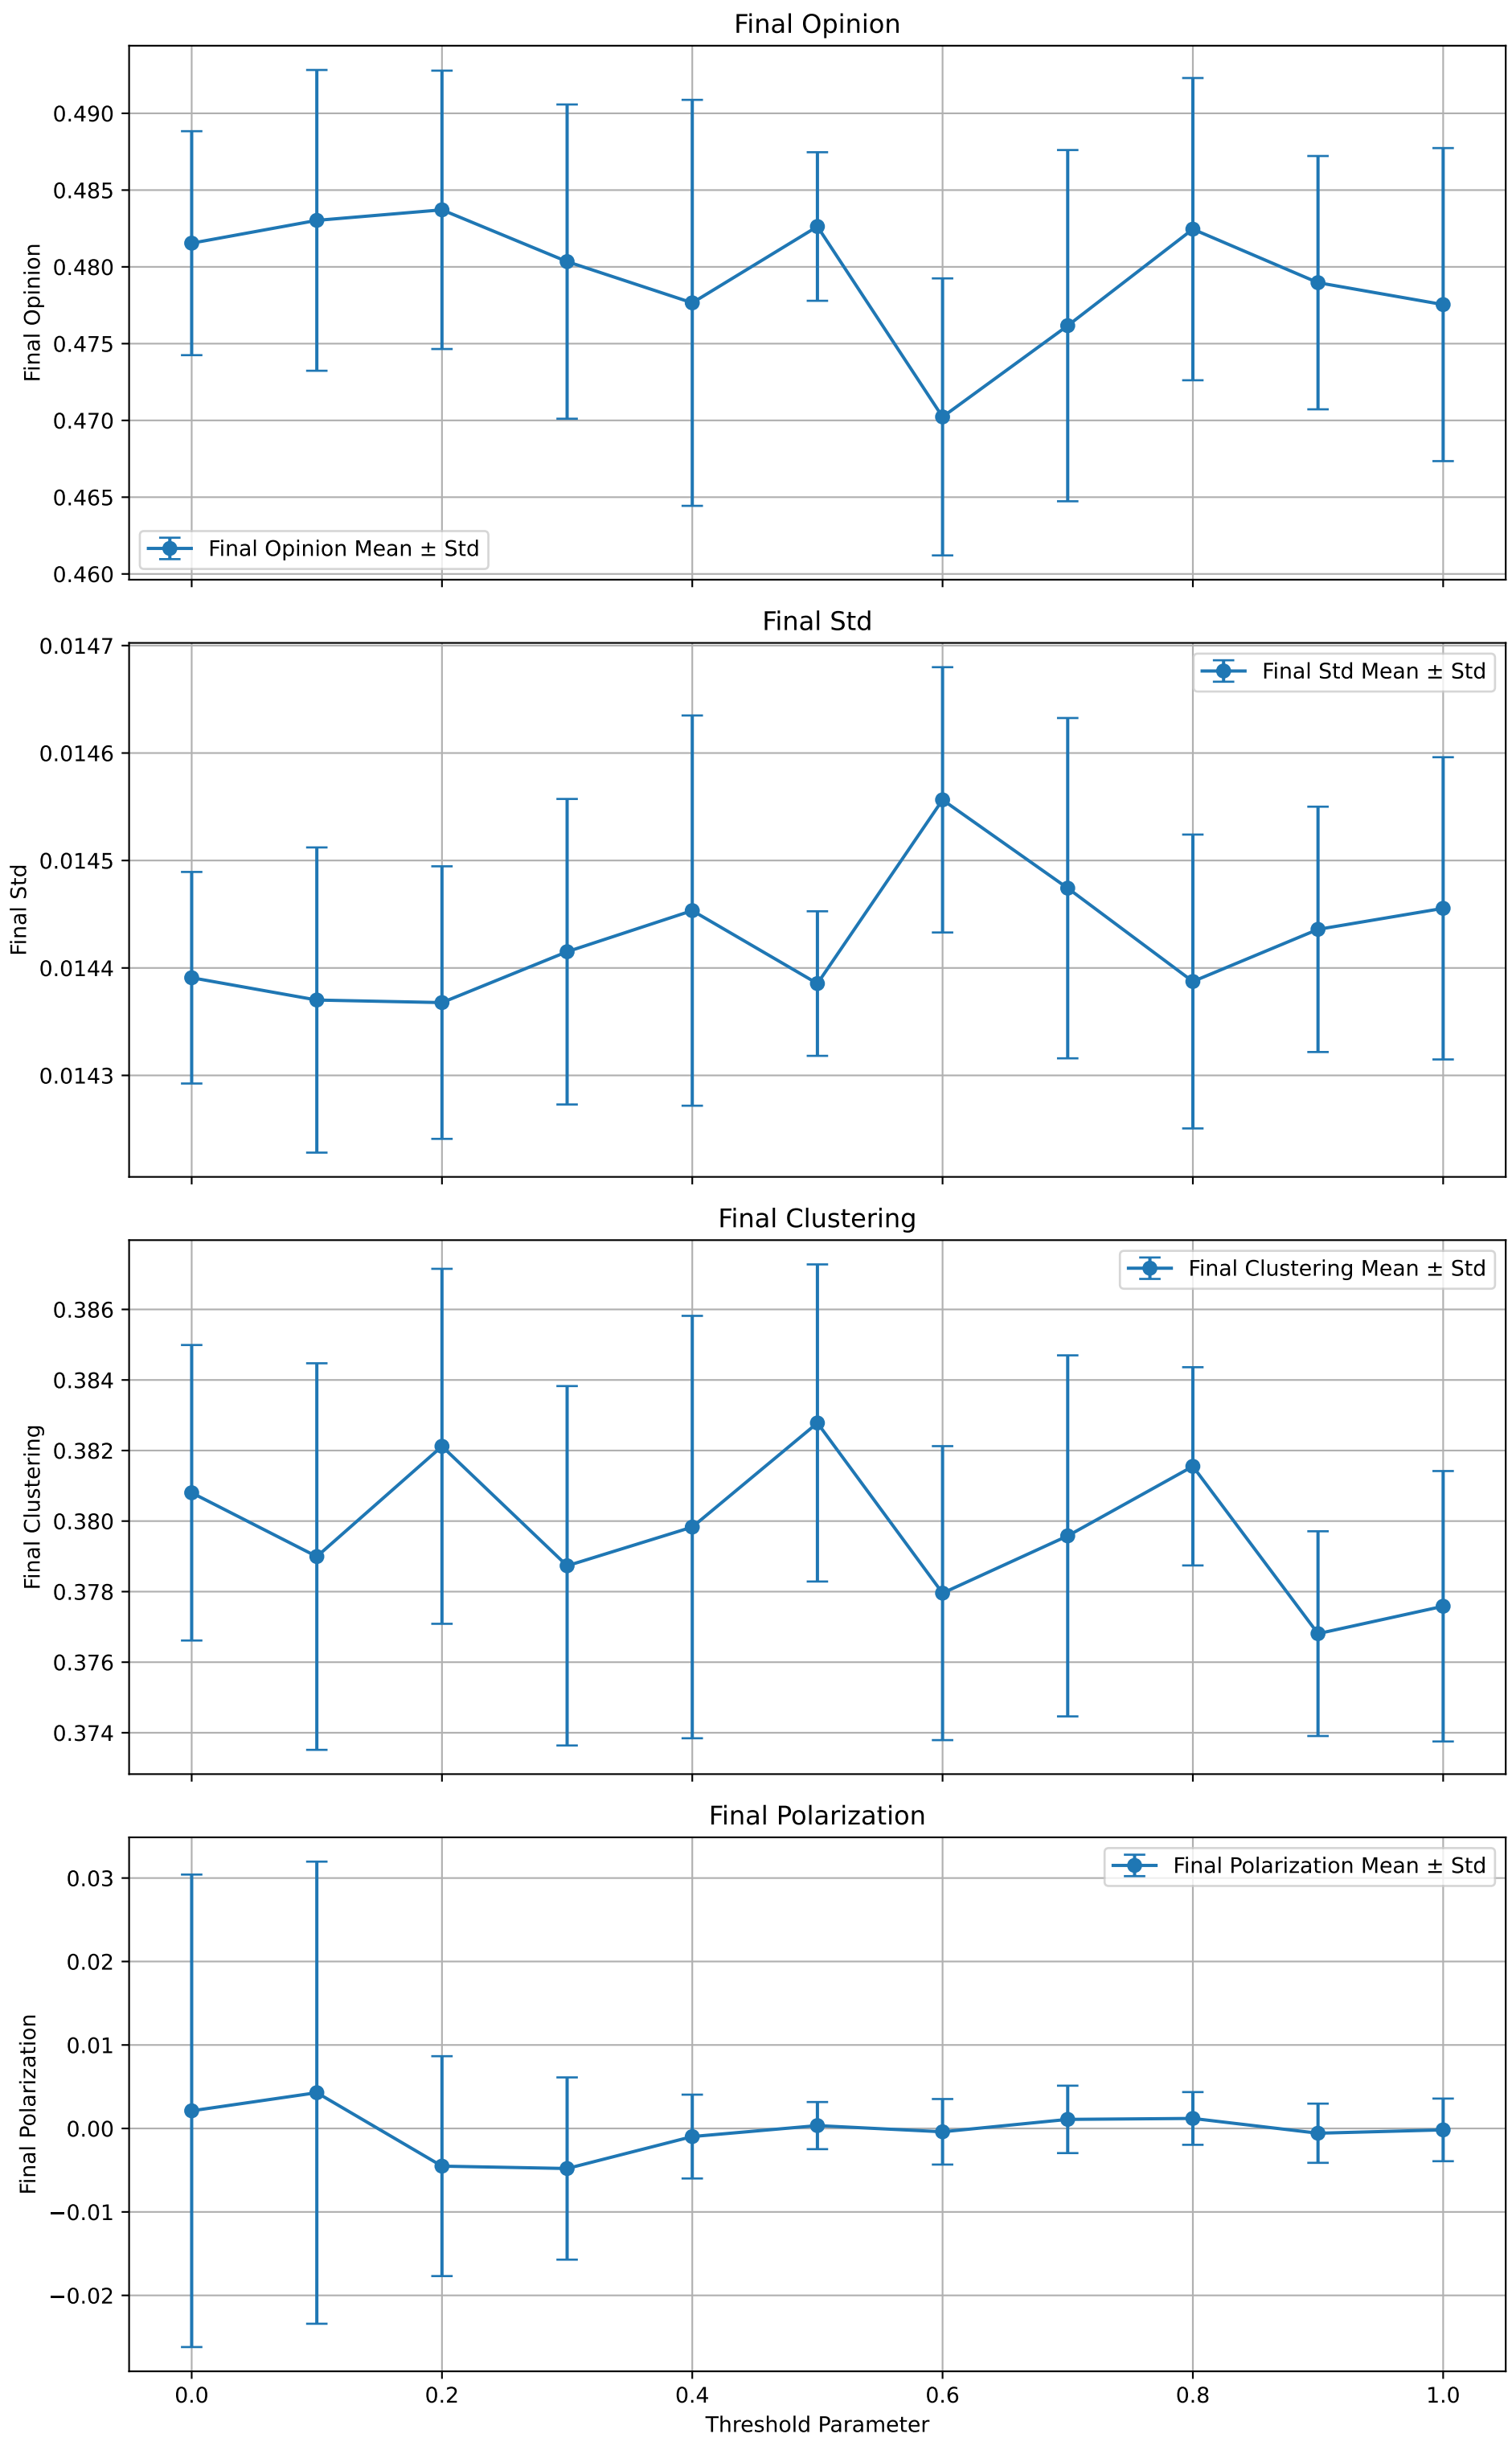 Final Opinion
Final Opinion
0.490
0.485
0.480
0.475
0.470
0.465
0.460
Final Opinion Mean ± Std
Final Std
Final Std
0.0147
0.0146
0.0145
0.0144
0.0143
Final Std Mean ± Std
Final Clustering
Final Clustering
0.386
0.384
0.382
0.380
0.378
0.376
0.374
Final Clustering Mean ± Std
Final Polarization
Final Polarization
0.03
0.02
0.01
0.00
−0.01
−0.02
Final Polarization Mean ± Std
0.0 0.2 0.4 0.6 0.8 1.0
Threshold Parameter